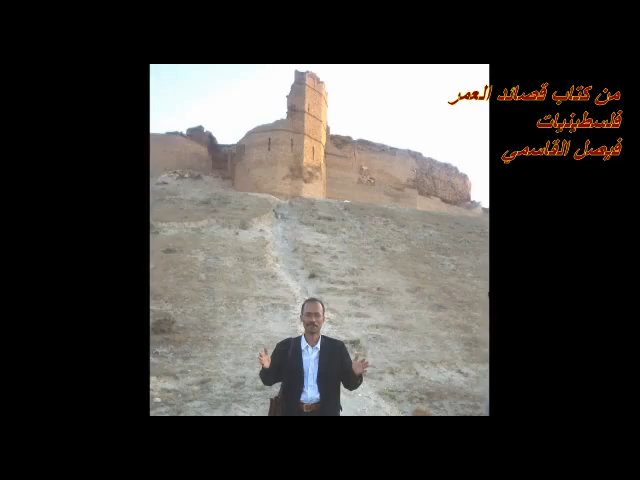 من كتاب قصائد العمر
فلسطينيات
فيصل القاسمي